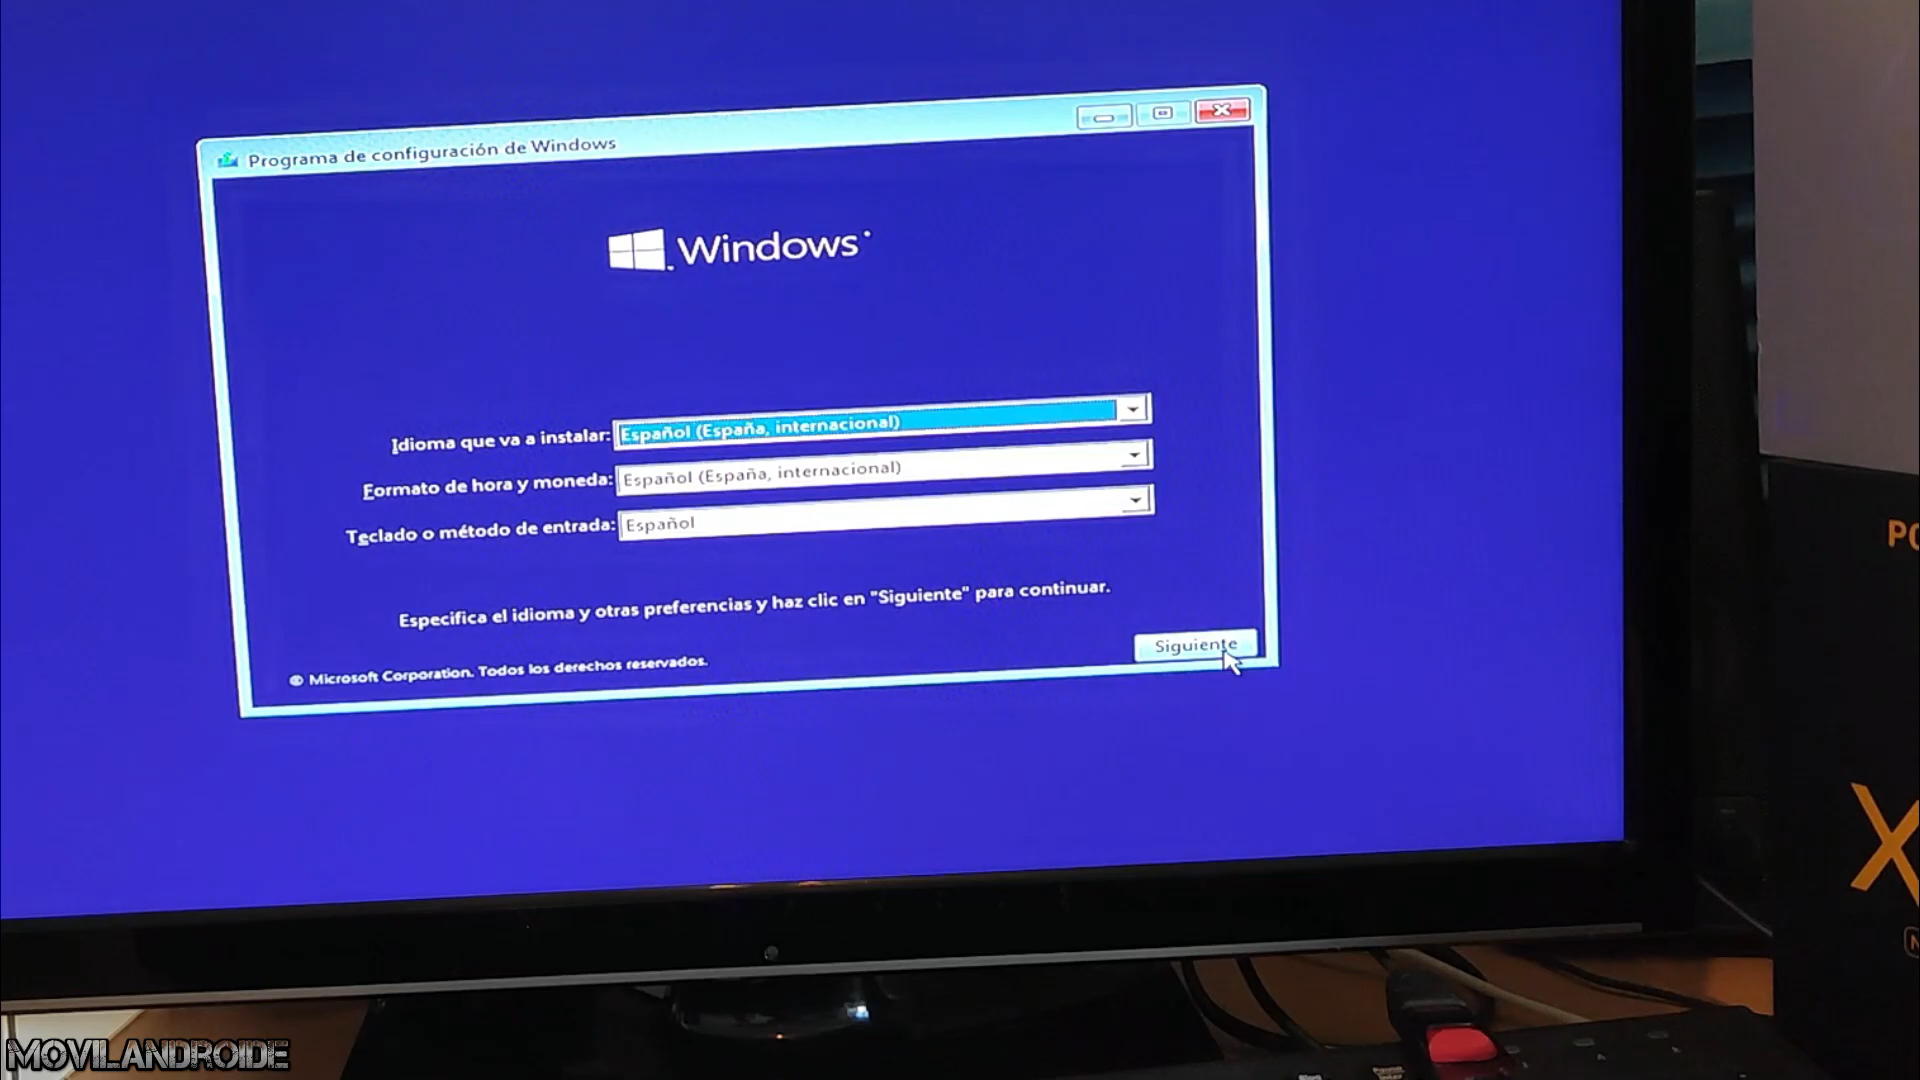 Programa de configuración de Windows
Windows
Idioma que va a instalar: Español (España, internacional)
Formato de hora y moneda: Español (España, internacional)
Teclado o método de entrada: Español
Especifica el idioma y otras preferencias y haz clic en "Siguiente" para continuar.
Siguiente
© Microsoft Corporation. Todos los derechos reservados.
PO
X
MOVILANDROIDE